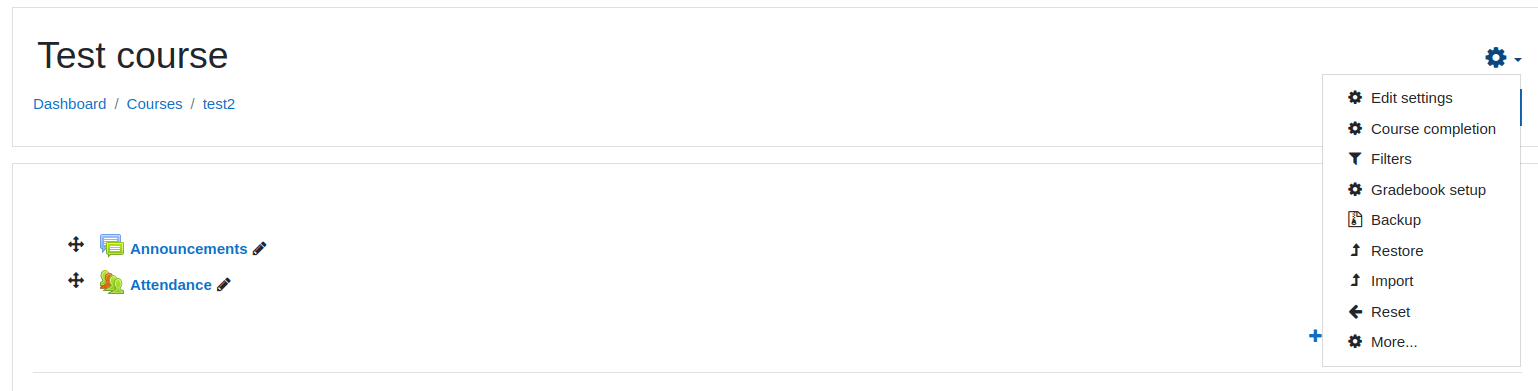 Test course
Dashboard / Courses / test2
Edit settings
Course completion
Filters
Gradebook setup
Backup
Restore
Import
Reset
More...
Announcements
Attendance